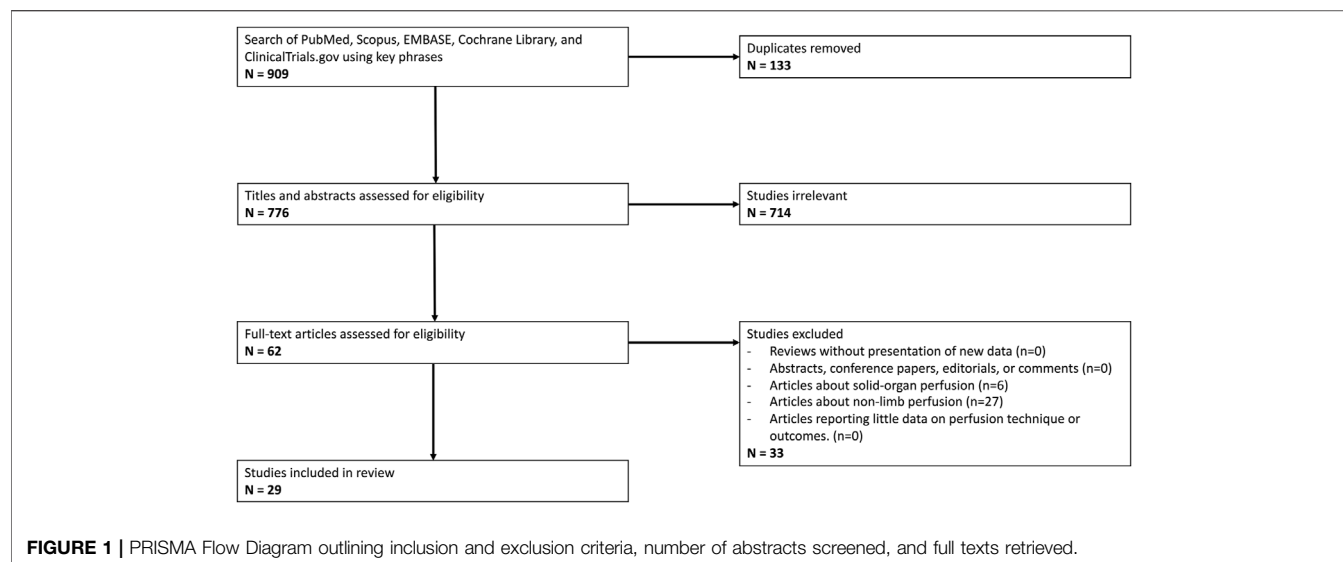 Search of PubMed, Scopus, EMBASE, Cochrane Library, and
ClinicalTrials.gov using key phrases
N = 909
Duplicates removed
N = 133
Titles and abstracts assessed for eligibility
N = 776
Studies irrelevant
N = 714
Full-text articles assessed for eligibility
N = 62
Studies excluded
- Reviews without presentation of new data (n=0)
- Abstracts, conference papers, editorials, or comments (n=0)
- Articles about solid-organ perfusion (n=6)
- Articles about non-limb perfusion (n=27)
- Articles reporting little data on perfusion technique or
outcomes. (n=0)
N = 33
Studies included in review
N = 29
FIGURE 1 | PRISMA Flow Diagram outlining inclusion and exclusion criteria, number of abstracts screened, and full texts retrieved.